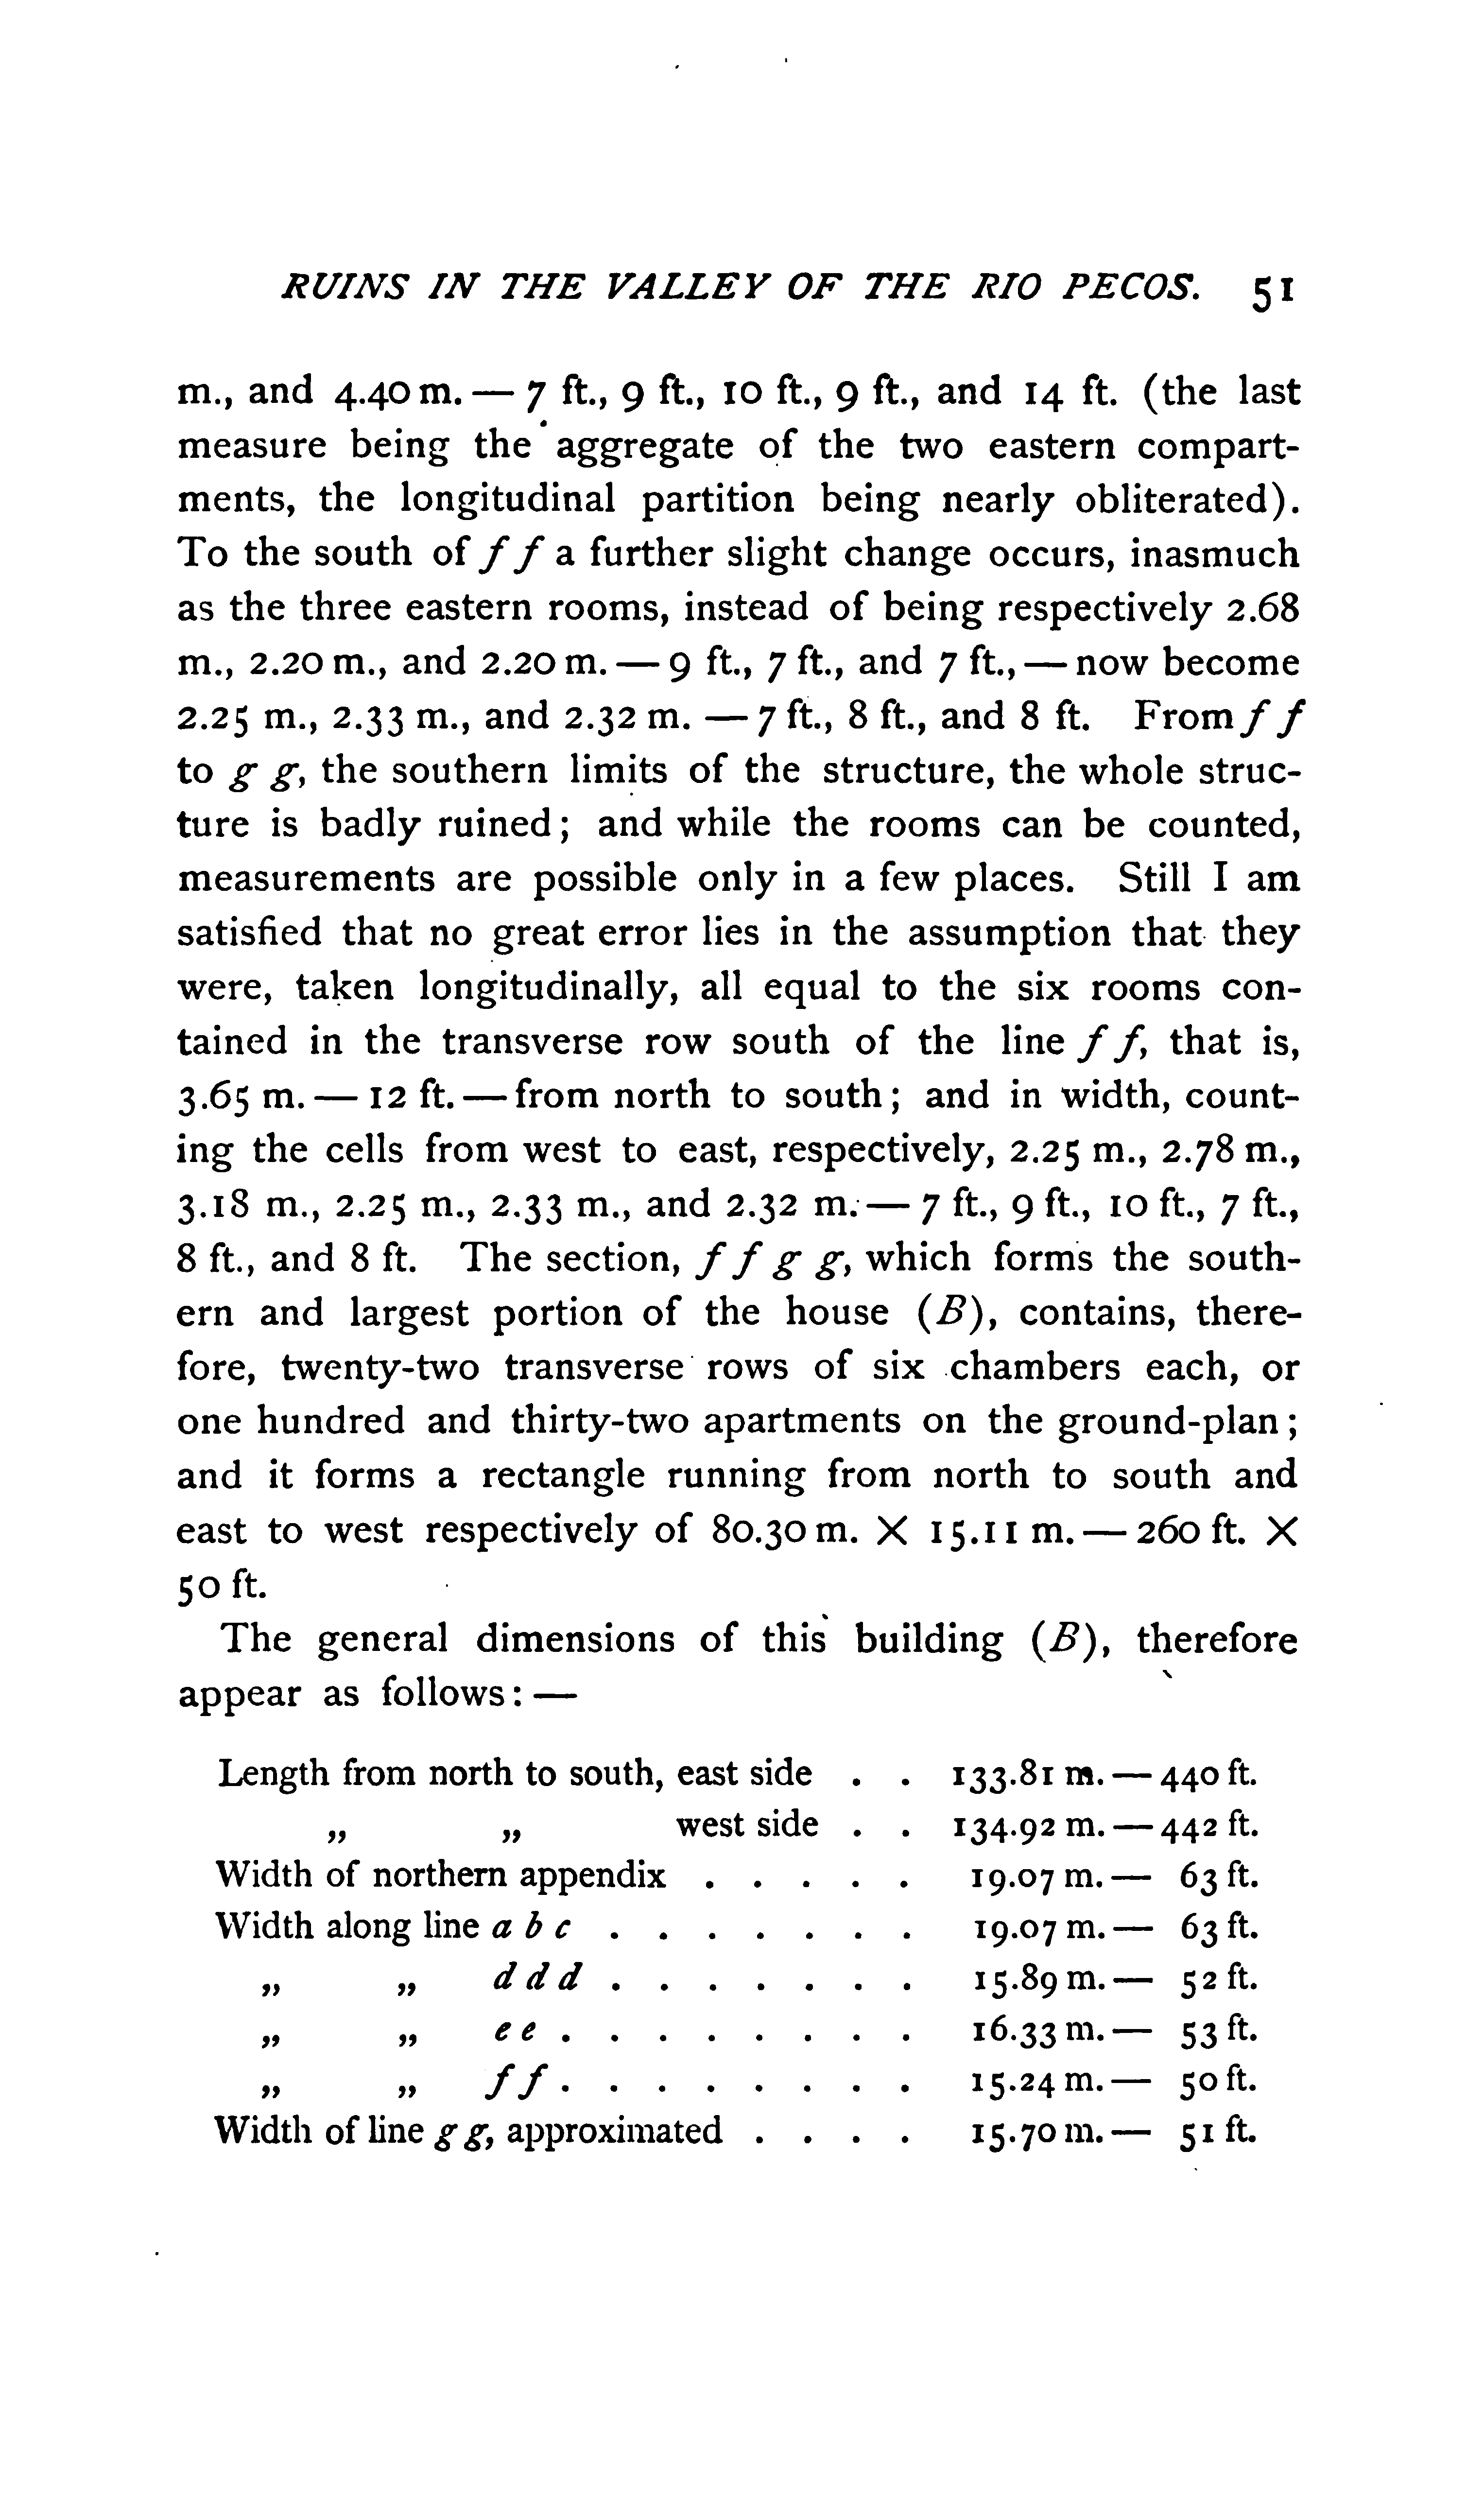 RUINS IN THE VALLEY OF THE RIO PECOS. 51
m., and 4.40 m. — 7 ft., 9 ft., 10 ft., 9 ft., and 14 ft. (the last
measure being the aggregate of the two eastern compart-
ments, the longitudinal partition being nearly obliterated).
To the south of f f a further slight change occurs, inasmuch
as the three eastern rooms, instead of being respectively 2.68
m., 2.20 m., and 2.20 m. — 9 ft., 7 ft., and 7 ft., — now become
2.25 m., 2.33 m., and 2.32 m. — 7 ft., 8 ft., and 8 ft. From f f
to g g, the southern limits of the structure, the whole struc-
ture is badly ruined; and while the rooms can be counted,
measurements are possible only in a few places. Still I am
satisfied that no great error lies in the assumption that they
were, taken longitudinally, all equal to the six rooms con-
tained in the transverse row south of the line f f, that is,
3.65 m. — 12 ft. — from north to south; and in width, count-
ing the cells from west to east, respectively, 2.25 m., 2.78 m.,
3.18 m., 2.25 m., 2.33 m., and 2.32 m. — 7 ft., 9 ft., 10 ft., 7 ft.,
8 ft., and 8 ft. The section, f f g g, which forms the south-
ern and largest portion of the house (B), contains, there-
fore, twenty-two transverse rows of six chambers each, or
one hundred and thirty-two apartments on the ground-plan;
and it forms a rectangle running from north to south and
east to west respectively of 80.30 m. X 15.11 m. — 260 ft. X
50 ft.
The general dimensions of this building (B), therefore
appear as follows: —
Length from north to south, east side . . 133.81 m. — 440 ft.
„ „ west side . . 134.92 m. — 442 ft.
Width of northern appendix . . . . . 19.07 m. — 63 ft.
Width along line a b c . . . . . . . 19.07 m. — 63 ft.
„ „ d d d . . . . . . . 15.89 m. — 52 ft.
„ „ e e . . . . . . . . 16.33 m. — 53 ft.
„ „ f f . . . . . . . . 15.24 m. — 50 ft.
Width of line g g, approximated . . . . 15.70 m. — 51 ft.